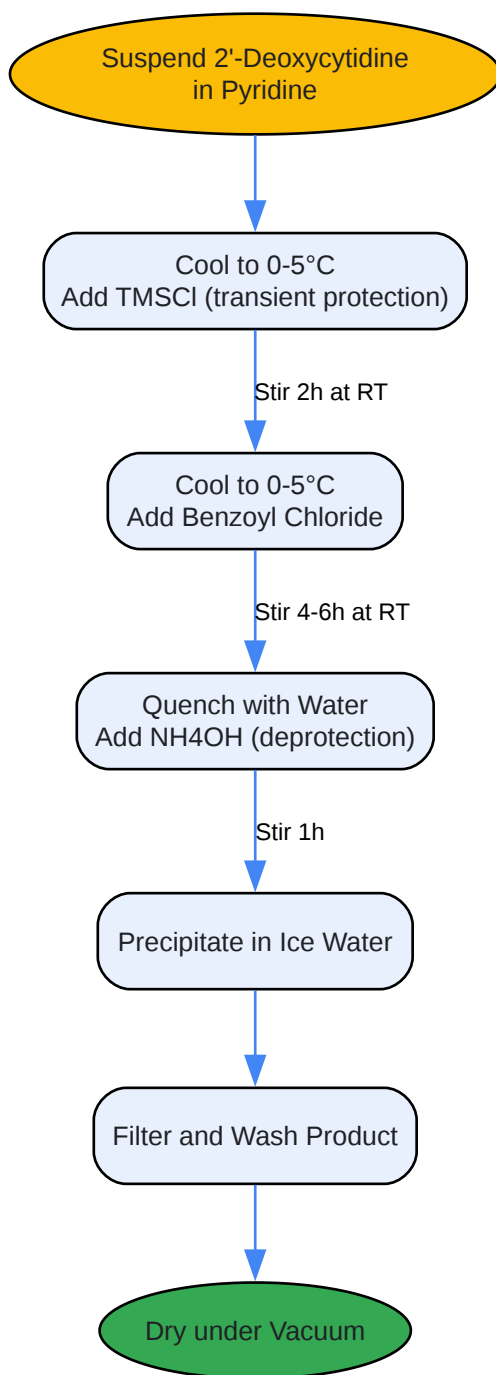 Suspend 2'-Deoxycytidine
in Pyridine
Cool to 0-5°C
Add TMSCl (transient protection)
Stir 2h at RT
Cool to 0-5°C
Add Benzoyl Chloride
Stir 4-6h at RT
Quench with Water
Add NH4OH (deprotection)
Stir 1h
Precipitate in Ice Water
Filter and Wash Product
Dry under Vacuum